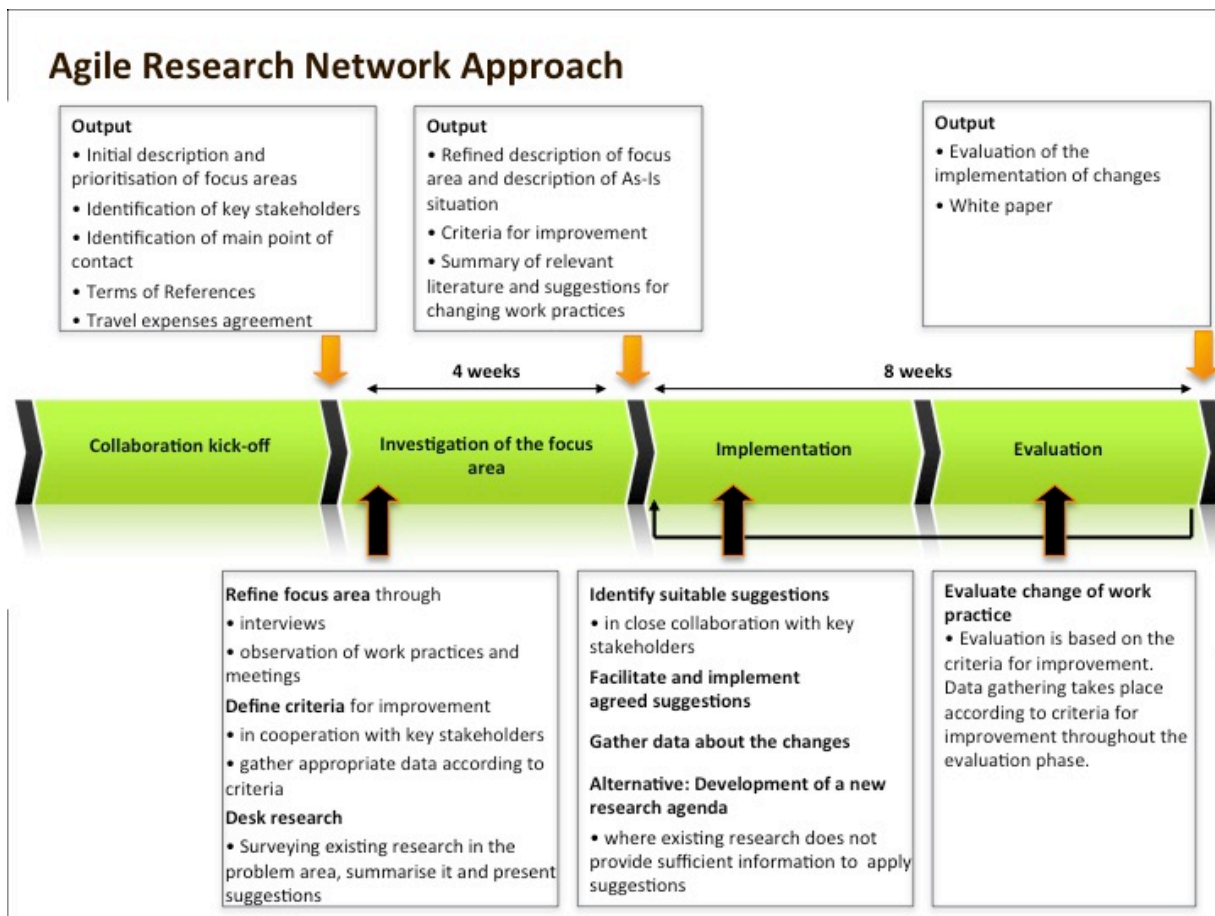 Agile Research Network Approach
Output
• Initial description and
prioritisation of focus areas
• Identification of key stakeholders
• Identification of main point of
contact
• Terms of References
• Travel expenses agreement
Output
• Refined description of focus
area and description of As-Is
situation
• Criteria for improvement
• Summary of relevant
literature and suggestions for
changing work practices
Output
• Evaluation of the
implementation of changes
• White paper
4 weeks
8 weeks
Collaboration kick-off
Investigation of the focus
area
Implementation
Evaluation
Refine focus area through
• interviews
• observation of work practices and
meetings
Define criteria for improvement
• in cooperation with key stakeholders
• gather appropriate data according to
criteria
Desk research
• Surveying existing research in the
problem area, summarise it and present
suggestions
Identify suitable suggestions
• in close collaboration with key
stakeholders
Facilitate and implement
agreed suggestions
Gather data about the changes
Alternative: Development of a new
research agenda
• where existing research does not
provide sufficient information to apply
suggestions
Evaluate change of work
practice
• Evaluation is based on the
criteria for improvement.
Data gathering takes place
according to criteria for
improvement throughout the
evaluation phase.